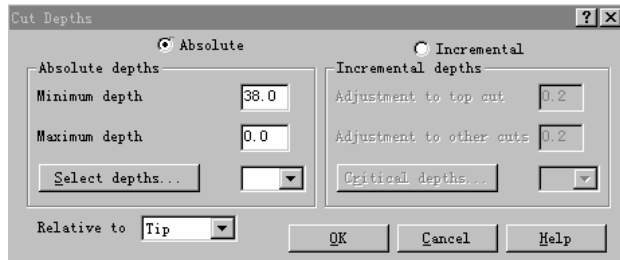 Cut Depths
Absolute
Incremental
Absolute depths
Minimum depth 38.0
Maximum depth 0.0
Select depths...
Incremental depths
Adjustment to top cut 0.2
Adjustment to other cuts 0.2
Critical depths...
Relative to Tip
OK Cancel Help